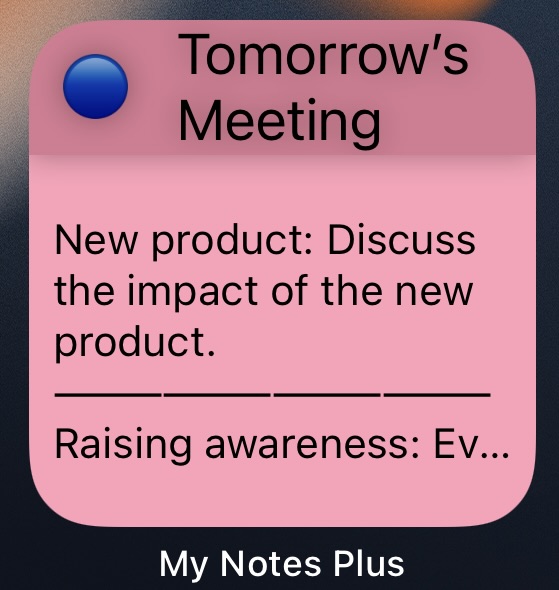 Tomorrow’s
Meeting
New product: Discuss
the impact of the new
product.
————————
Raising awareness: Ev...
My Notes Plus